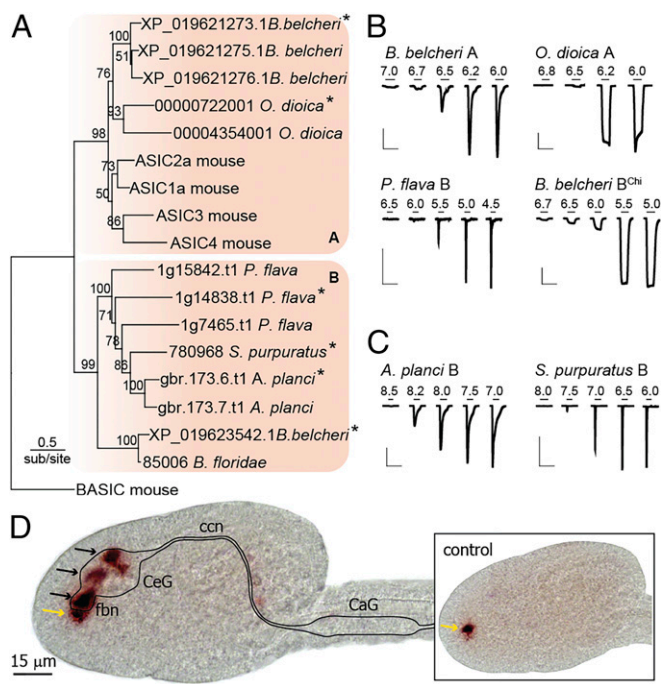 A
XP_019621273.1 B.belcheri *
XP_019621275.1 B. belcheri
XP_019621276.1 B. belcheri
00000722001 O. dioica *
00004354001 O. dioica
ASIC2a mouse
ASIC1a mouse
ASIC3 mouse
ASIC4 mouse
A
100
51
76
93
98
73
50
86
1g15842.t1 P. flava
B
1g14838.t1 P. flava *
1g7465.t1 P. flava
780968 S. purpuratus *
gbr.173.6.t1 A. planci *
gbr.173.7.t1 A. planci
XP_019623542.1 B.belcheri *
85006 B. floridae
BASIC mouse
100
71
78
86
100
99
100
0.5
sub/site
B
B. belcheri A
7.0 6.7 6.5 6.2 6.0
O. dioica A
6.8 6.5 6.2 6.0
P. flava B
6.5 6.0 5.5 5.0 4.5
B. belcheri BChi
6.7 6.5 6.0 5.5 5.0
C
A. planci B
8.5 8.2 8.0 7.5 7.0
S. purpuratus B
8.0 7.5 7.0 6.5 6.0
D
ccn
CeG
fbn
CaG
15 μm
control